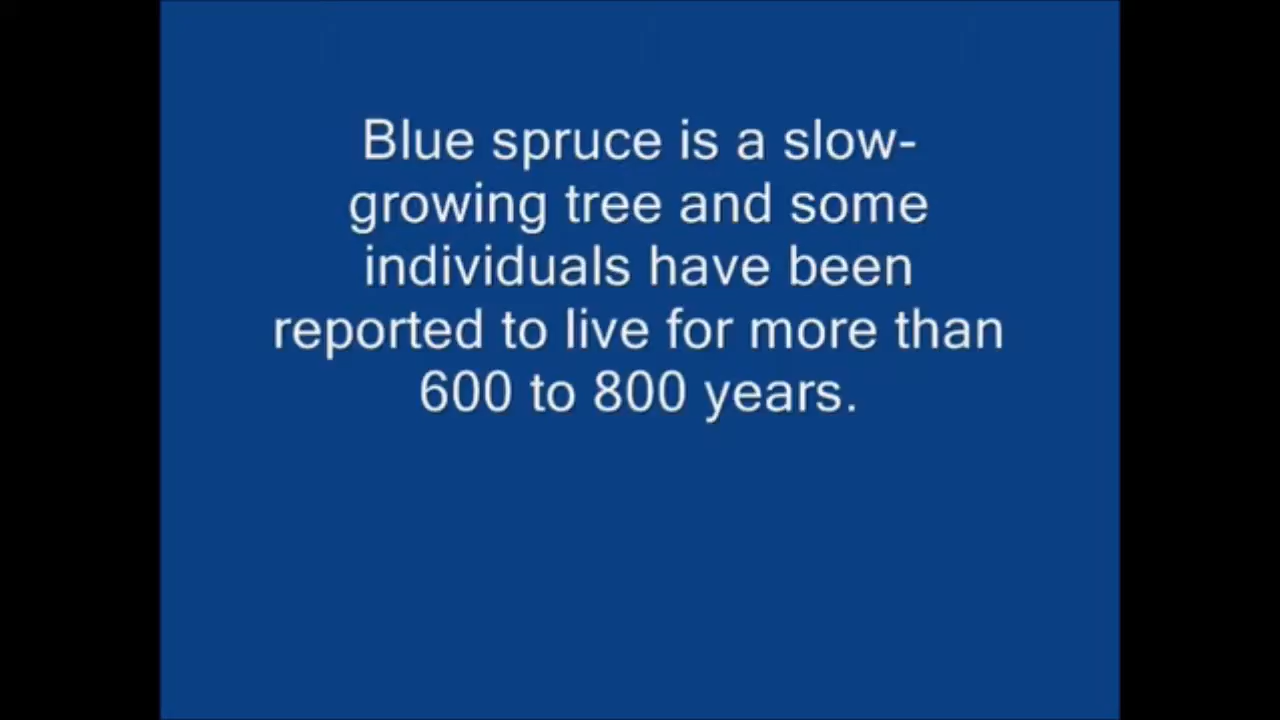 Blue spruce is a slow-
growing tree and some
individuals have been
reported to live for more than
600 to 800 years.